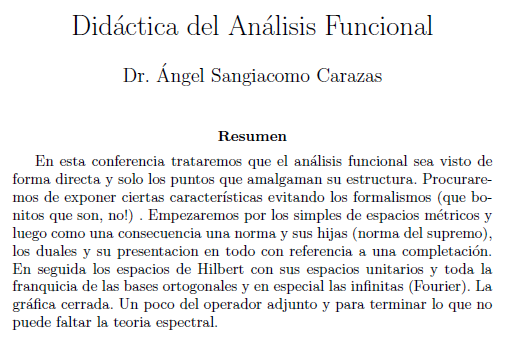 Didáctica del Análisis Funcional
Dr. Ángel Sangiacomo Carazas
Resumen
En esta conferencia trataremos que el análisis funcional sea visto de
forma directa y solo los puntos que amalgaman su estructura. Procurare-
mos de exponer ciertas características evitando los formalismos (que bo-
nitos que son, no!) . Empezaremos por los simples de espacios métricos y
luego como una consecuencia una norma y sus hijas (norma del supremo),
los duales y su presentacion en todo con referencia a una completación.
En seguida los espacios de Hilbert con sus espacios unitarios y toda la
franquicia de las bases ortogonales y en especial las infinitas (Fourier). La
gráfica cerrada. Un poco del operador adjunto y para terminar lo que no
puede faltar la teoria espectral.